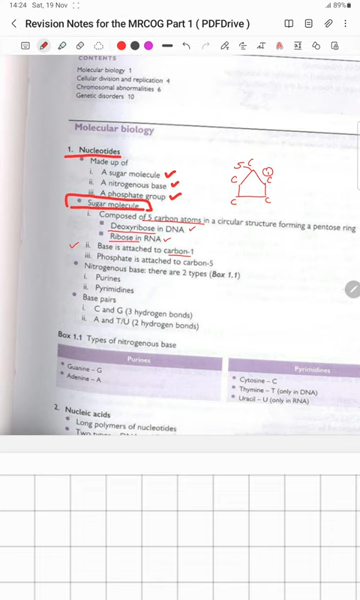 14:24 Sat, 19 Nov
89%
Revision Notes for the MRCOG Part 1 ( PDFDrive )
CONTENTS
Molecular biology 1
Cellular division and replication 4
Chromosomal abnormalities 6
Genetic disorders 10
Molecular biology
1. Nucleotides
Made up of
i. A sugar molecule
ii. A nitrogenous base
iii. A phosphate group
5 C
C
C
C
C
Sugar molecule
i. Composed of 5 carbon atoms in a circular structure forming a pentose ring
Deoxyribose in DNA
Ribose in RNA
ii. Base is attached to carbon-1
iii. Phosphate is attached to carbon-5
Nitrogenous base: there are 2 types (Box 1.1)
i. Purines
ii. Pyrimidines
Base pairs
i. C and G (3 hydrogen bonds)
ii. A and T/U (2 hydrogen bonds)
Box 1.1 Types of nitrogenous base
Purines
Pyrimidines
Guanine – G
Adenine – A
Cytosine – C
Thymine – T (only in DNA)
Uracil – U (only in RNA)
2. Nucleic acids
Long polymers of nucleotides